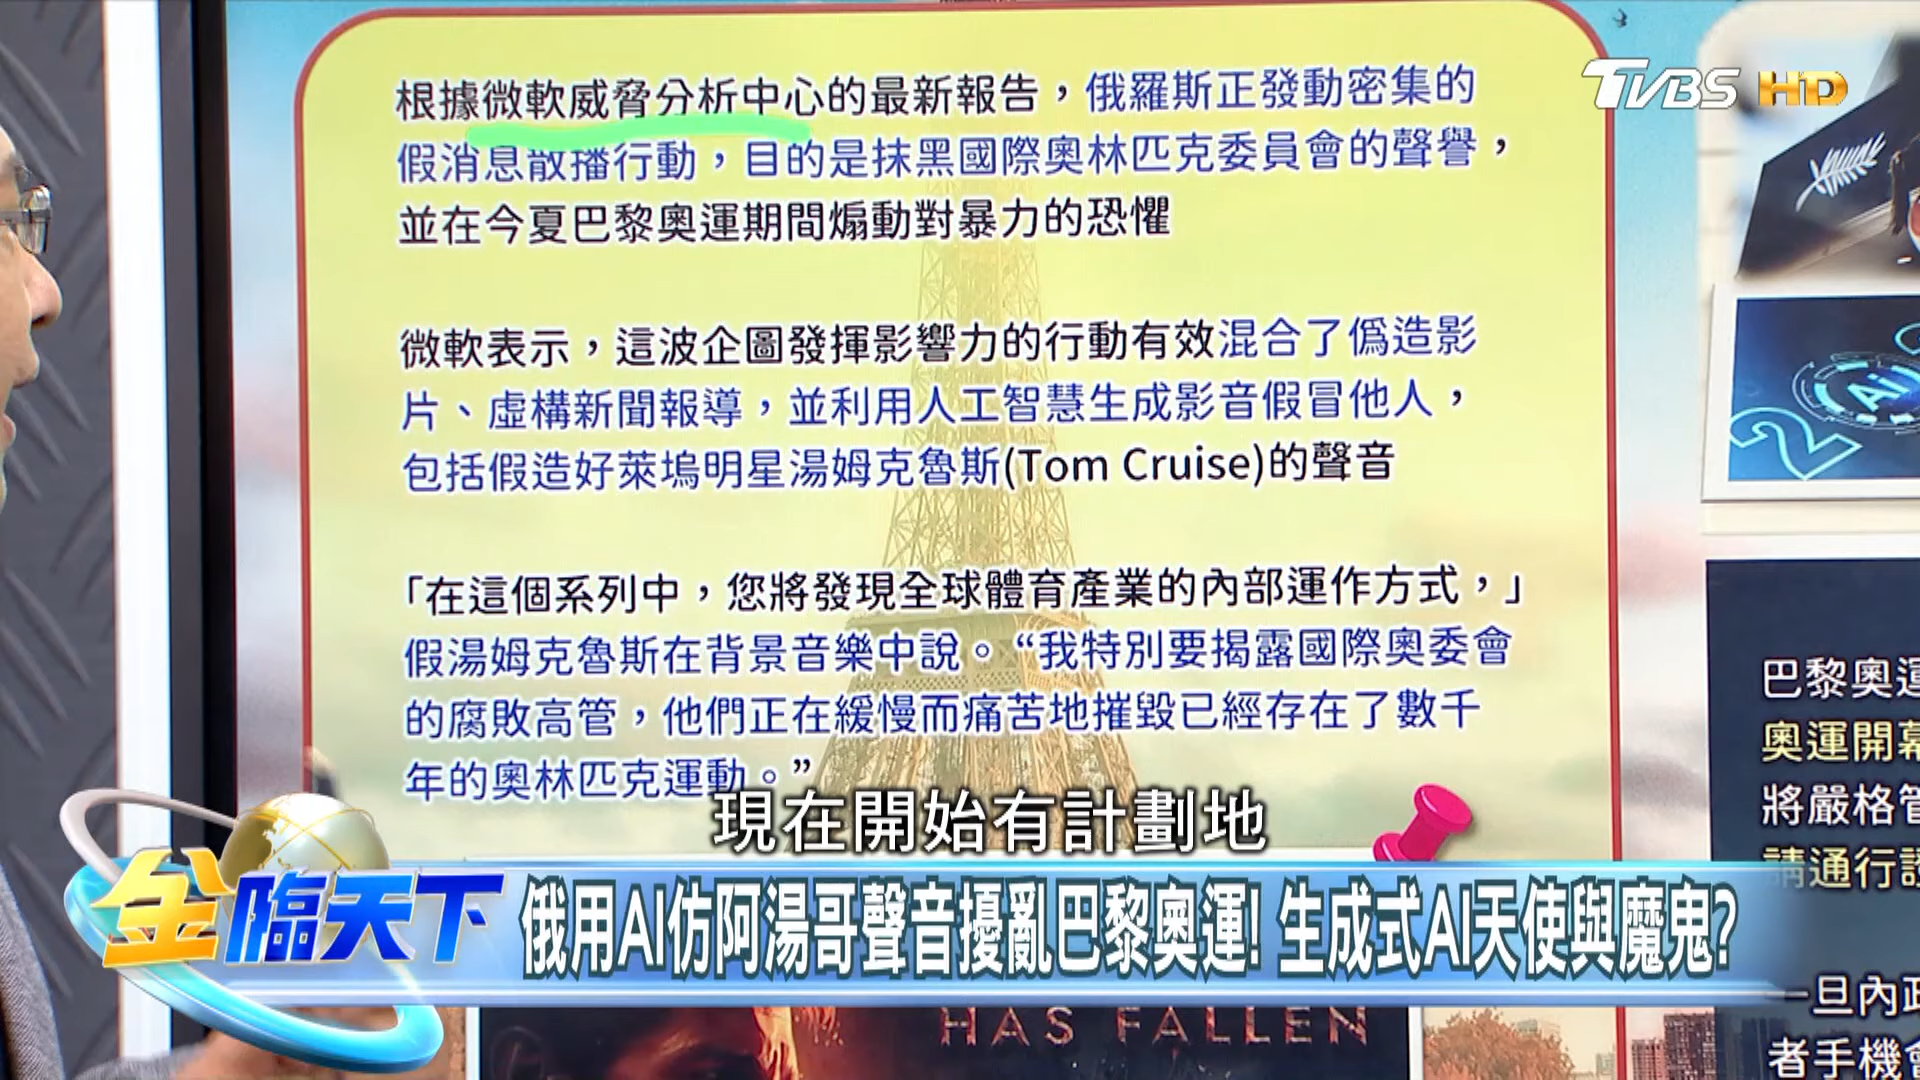 根據微軟威脅分析中心的最新報告，俄羅斯正發動密集的
假消息散播行動，目的是抹黑國際奧林匹克委員會的聲譽，
並在今夏巴黎奧運期間煽動對暴力的恐懼
微軟表示，這波企圖發揮影響力的行動有效混合了偽造影
片、虛構新聞報導，並利用人工智慧生成影音假冒他人，
包括假造好萊塢明星湯姆克魯斯(Tom Cruise)的聲音
「在這個系列中，您將發現全球體育產業的內部運作方式，」
假湯姆克魯斯在背景音樂中說。“我特別要揭露國際奧委會
的腐敗高管，他們正在緩慢而痛苦地摧毀已經存在了數千
年的奧林匹克運動。”
TVBS HD
Ai
2
巴黎奧運
奧運開幕
將嚴格管
請通行證
一旦內政
者手機會
現在開始有計劃地
金臨天下
俄用AI仿阿湯哥聲音擾亂巴黎奧運! 生成式AI天使與魔鬼?
HAS FALLEN